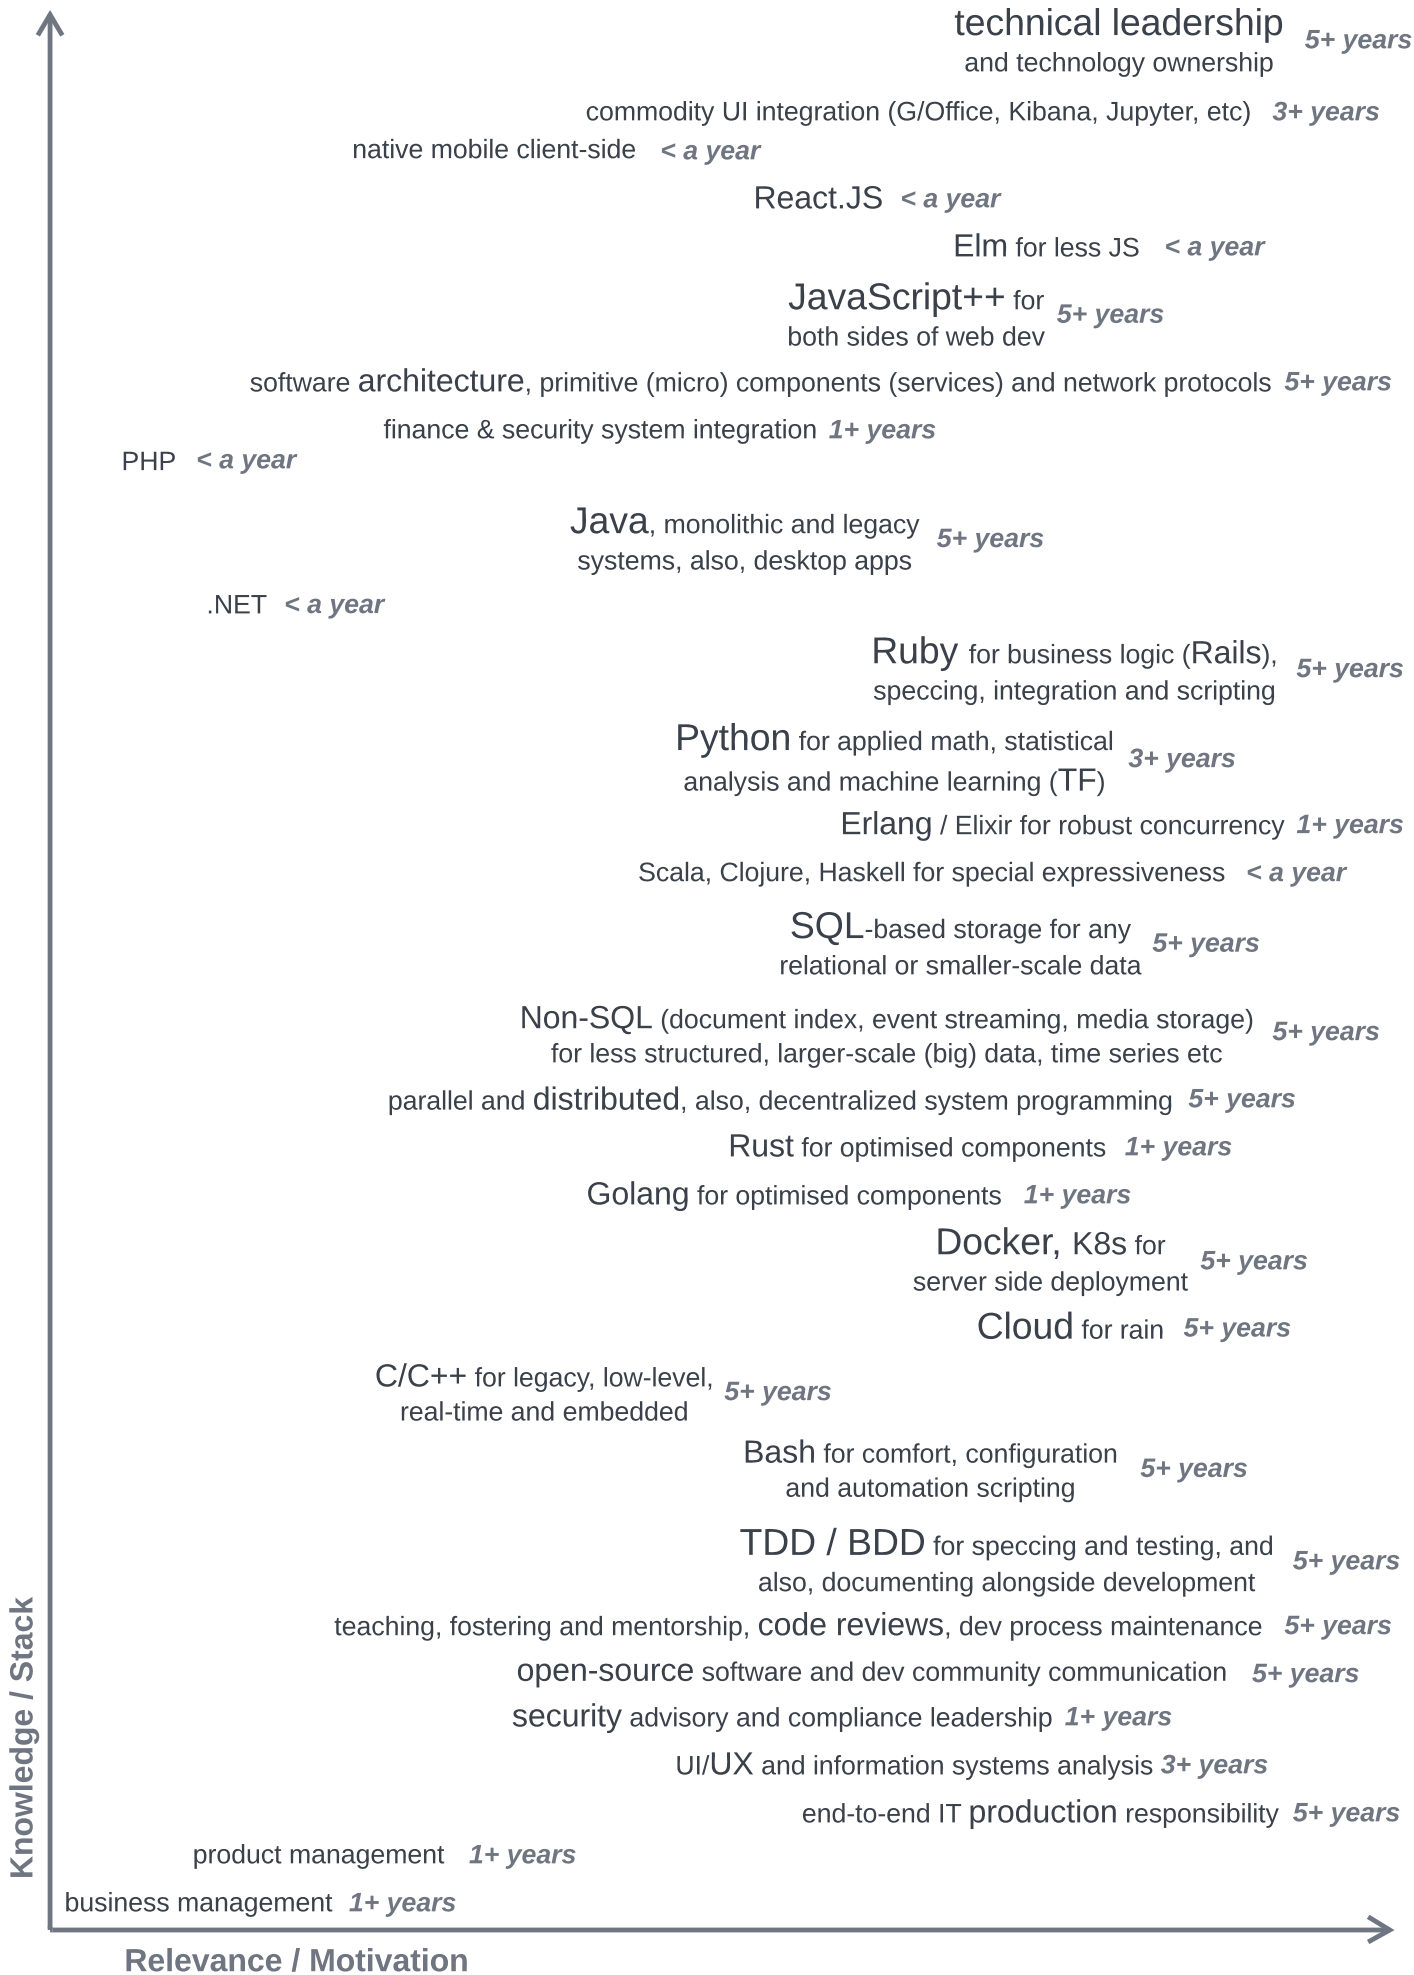 technical leadership
and technology ownership
5+ years
commodity UI integration (G/Office, Kibana, Jupyter, etc) 3+ years
native mobile client-side < a year
React.JS < a year
Elm for less JS < a year
JavaScript++ for
both sides of web dev
5+ years
software architecture, primitive (micro) components (services) and network protocols 5+ years
finance & security system integration 1+ years
PHP < a year
Java, monolithic and legacy
systems, also, desktop apps
5+ years
.NET < a year
Ruby for business logic (Rails),
speccing, integration and scripting
5+ years
Python for applied math, statistical
analysis and machine learning (TF)
3+ years
Erlang / Elixir for robust concurrency 1+ years
Scala, Clojure, Haskell for special expressiveness < a year
SQL-based storage for any
relational or smaller-scale data
5+ years
Non-SQL (document index, event streaming, media storage)
for less structured, larger-scale (big) data, time series etc
5+ years
parallel and distributed, also, decentralized system programming 5+ years
Rust for optimised components 1+ years
Golang for optimised components 1+ years
Docker, K8s for
server side deployment
5+ years
Cloud for rain 5+ years
C/C++ for legacy, low-level,
real-time and embedded
5+ years
Bash for comfort, configuration
and automation scripting
5+ years
TDD / BDD for speccing and testing, and
also, documenting alongside development
5+ years
teaching, fostering and mentorship, code reviews, dev process maintenance 5+ years
open-source software and dev community communication 5+ years
security advisory and compliance leadership 1+ years
UI/UX and information systems analysis 3+ years
end-to-end IT production responsibility 5+ years
product management 1+ years
business management 1+ years
Knowledge / Stack
Relevance / Motivation